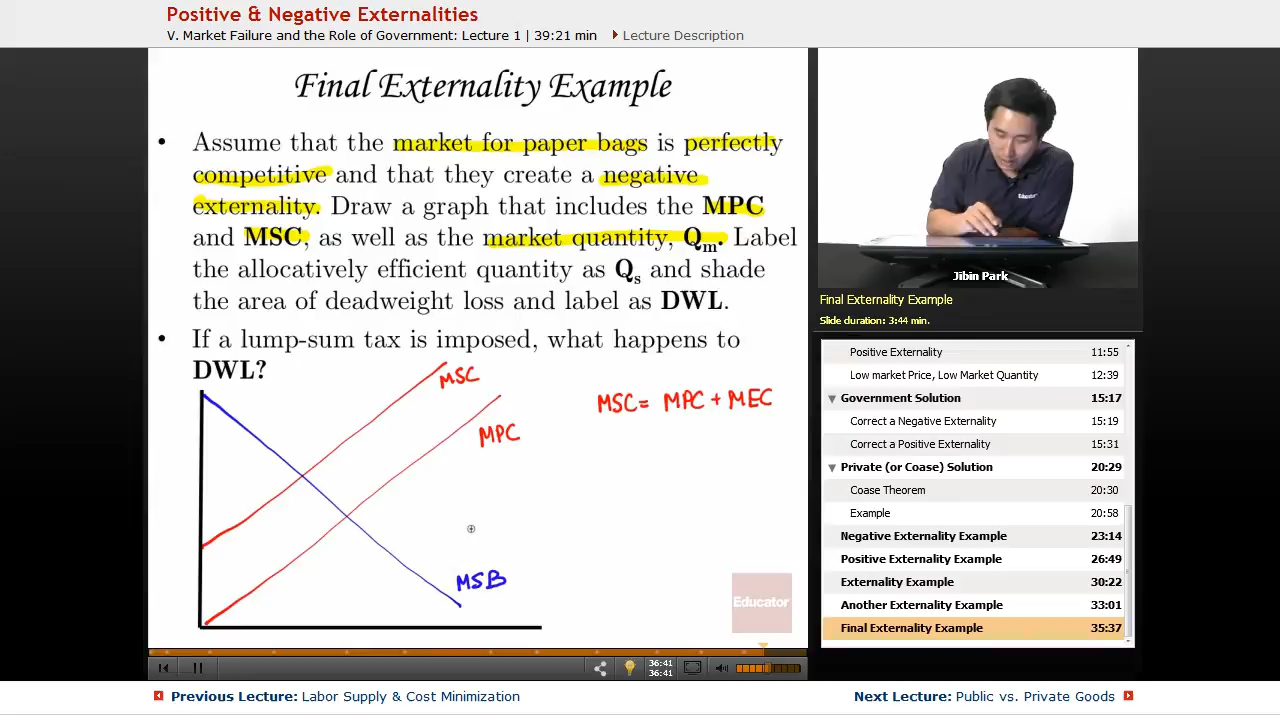 Positive & Negative Externalities
V. Market Failure and the Role of Government: Lecture 1 | 39:21 min
Lecture Description
Final Externality Example
• Assume that the market for paper bags is perfectly
competitive and that they create a negative
externality. Draw a graph that includes the MPC
and MSC, as well as the market quantity, Qm. Label
the allocatively efficient quantity as Qs and shade
the area of deadweight loss and label as DWL.
• If a lump-sum tax is imposed, what happens to
DWL?
MSC
MPC
MSB
MSC = MPC + MEC
Educator
Educator
Jibin Park
Final Externality Example
Slide duration: 3:44 min.
Positive Externality 11:55
Low market Price, Low Market Quantity 12:39
Government Solution 15:17
Correct a Negative Externality 15:19
Correct a Positive Externality 15:31
Private (or Coase) Solution 20:29
Coase Theorem 20:30
Example 20:58
Negative Externality Example 23:14
Positive Externality Example 26:49
Externality Example 30:22
Another Externality Example 33:01
Final Externality Example 35:37
36:41
36:41
Previous Lecture: Labor Supply & Cost Minimization
Next Lecture: Public vs. Private Goods